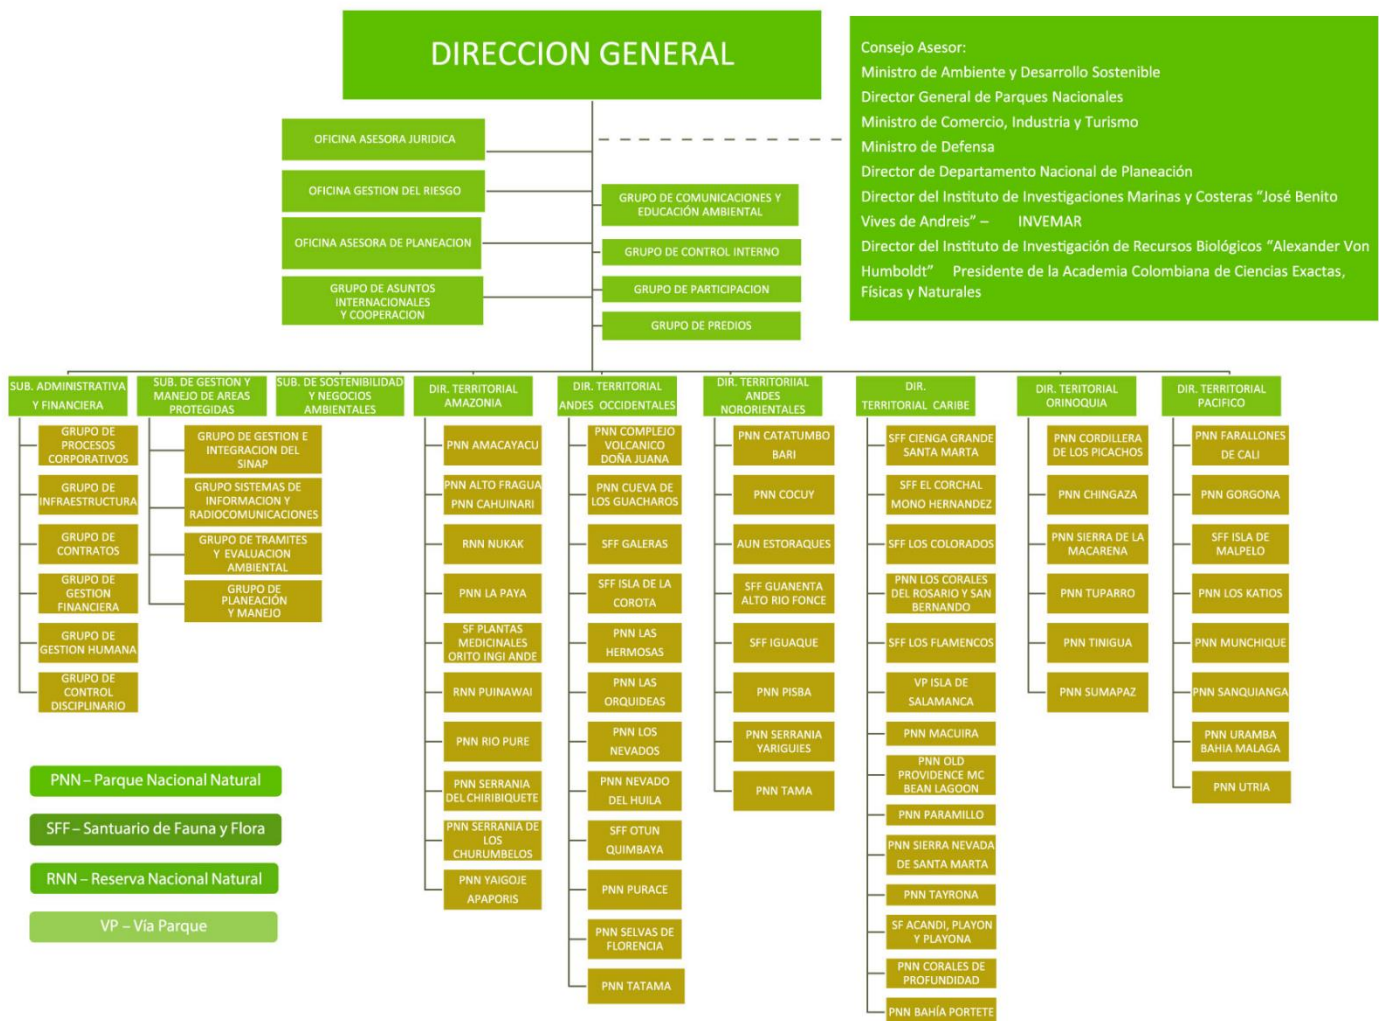 DIRECCION GENERAL
Consejo Asesor:
Ministro de Ambiente y Desarrollo Sostenible
Director General de Parques Nacionales
Ministro de Comercio, Industria y Turismo
Ministro de Defensa
Director de Departamento Nacional de Planeación
Director del Instituto de Investigaciones Marinas y Costeras “José Benito
Vives de Andreis” – INVEMAR
Director del Instituto de Investigación de Recursos Biológicos “Alexander Von
Humboldt” Presidente de la Academia Colombiana de Ciencias Exactas,
Físicas y Naturales
OFICINA ASESORA JURIDICA
OFICINA GESTION DEL RIESGO
OFICINA ASESORA DE PLANEACION
GRUPO DE ASUNTOS
INTERNACIONALES
Y COOPERACION
GRUPO DE COMUNICACIONES Y
EDUCACIÓN AMBIENTAL
GRUPO DE CONTROL INTERNO
GRUPO DE PARTICIPACION
GRUPO DE PREDIOS
SUB. ADMINISTRATIVA
Y FINANCIERA
GRUPO DE
PROCESOS
CORPORATIVOS
GRUPO DE
INFRAESTRUCTURA
GRUPO DE
CONTRATOS
GRUPO DE
GESTION
FINANCIERA
GRUPO DE
GESTION HUMANA
GRUPO DE
CONTROL
DISCIPLINARIO
SUB. DE GESTION Y
MANEJO DE AREAS
PROTEGIDAS
GRUPO DE GESTION E
INTEGRACION DEL
SINAP
GRUPO SISTEMAS DE
INFORMACION Y
RADIOCOMUNICACIONES
GRUPO DE TRAMITES
Y EVALUACION
AMBIENTAL
GRUPO DE
PLANEACIÓN
Y MANEJO
SUB. DE SOSTENIBILIDAD
Y NEGOCIOS
AMBIENTALES
DIR. TERRITORIAL
AMAZONIA
PNN AMACAYACU
PNN ALTO FRAGUA
PNN CAHUINARI
RNN NUKAK
PNN LA PAYA
SF PLANTAS
MEDICINALES
ORITO INGI ANDE
RNN PUINAWAI
PNN RIO PURE
PNN SERRANIA
DEL CHIRIBIQUETE
PNN SERRANIA DE
LOS
CHURUMBELOS
PNN YAIGOJE
APAPORIS
DIR. TERRITORIAL
ANDES OCCIDENTALES
PNN COMPLEJO
VOLCANICO
DOÑA JUANA
PNN CUEVA DE
LOS GUACHAROS
SFF GALERAS
SFF ISLA DE LA
COROTA
PNN LAS
HERMOSAS
PNN LAS
ORQUIDEAS
PNN LOS
NEVADOS
PNN NEVADO
DEL HUILA
SFF OTUN
QUIMBAYA
PNN PURACE
PNN SELVAS DE
FLORENCIA
PNN TATAMA
DIR. TERRITORIIAL
ANDES
NORORIENTALES
PNN CATATUMBO
BARI
PNN COCUY
AUN ESTORAQUES
SFF GUANENTA
ALTO RIO FONCE
SFF IGUAQUE
PNN PISBA
PNN SERRANIA
YARIGUIES
PNN TAMA
DIR.
TERRITORIAL CARIBE
SFF CIENGA GRANDE
SANTA MARTA
SFF EL CORCHAL
MONO HERNANDEZ
SFF LOS COLORADOS
PNN LOS CORALES
DEL ROSARIO Y SAN
BERNANDO
SFF LOS FLAMENCOS
VP ISLA DE
SALAMANCA
PNN MACUIRA
PNN OLD
PROVIDENCE MC
BEAN LAGOON
PNN PARAMILLO
PNN SIERRA NEVADA
DE SANTA MARTA
PNN TAYRONA
SF ACANDI, PLAYON
Y PLAYONA
PNN CORALES DE
PROFUNDIDAD
PNN BAHÍA PORTETE
DIR. TERITORIAL
ORINOQUIA
PNN CORDILLERA
DE LOS PICACHOS
PNN CHINGAZA
PNN SIERRA DE LA
MACARENA
PNN TUPARRO
PNN TINIGUA
PNN SUMAPAZ
DIR. TERRITORIAL
PACIFICO
PNN FARALLONES
DE CALI
PNN GORGONA
SFF ISLA DE
MALPELO
PNN LOS KATIOS
PNN MUNCHIQUE
PNN SANQUIANGA
PNN URAMBA
BAHIA MALAGA
PNN UTRIA
PNN – Parque Nacional Natural
SFF – Santuario de Fauna y Flora
RNN – Reserva Nacional Natural
VP – Vía Parque